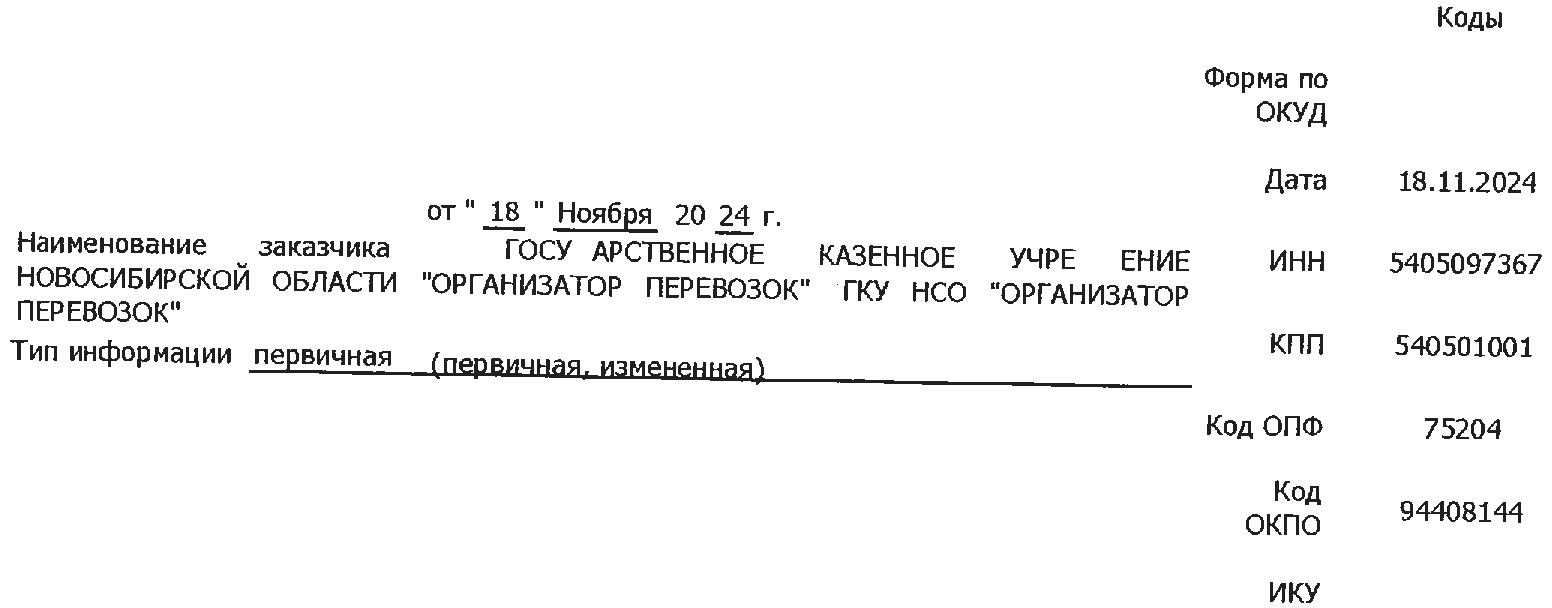 Коды
Форма по
ОКУД
Дата 18.11.2024
от " 18 " Ноября 20 24 г.
Наименование заказчика ГОСУ АРСТВЕННОЕ КАЗЕННОЕ УЧРЕ ЕНИЕ
ИНН 5405097367
НОВОСИБИРСКОЙ ОБЛАСТИ "ОРГАНИЗАТОР ПЕРЕВОЗОК" ГКУ НСО "ОРГАНИЗАТОР
ПЕРЕВОЗОК"
Тип информации первичная (первичная, измененная)
КПП 540501001
Код ОПФ 75204
Код
ОКПО 94408144
ИКУ